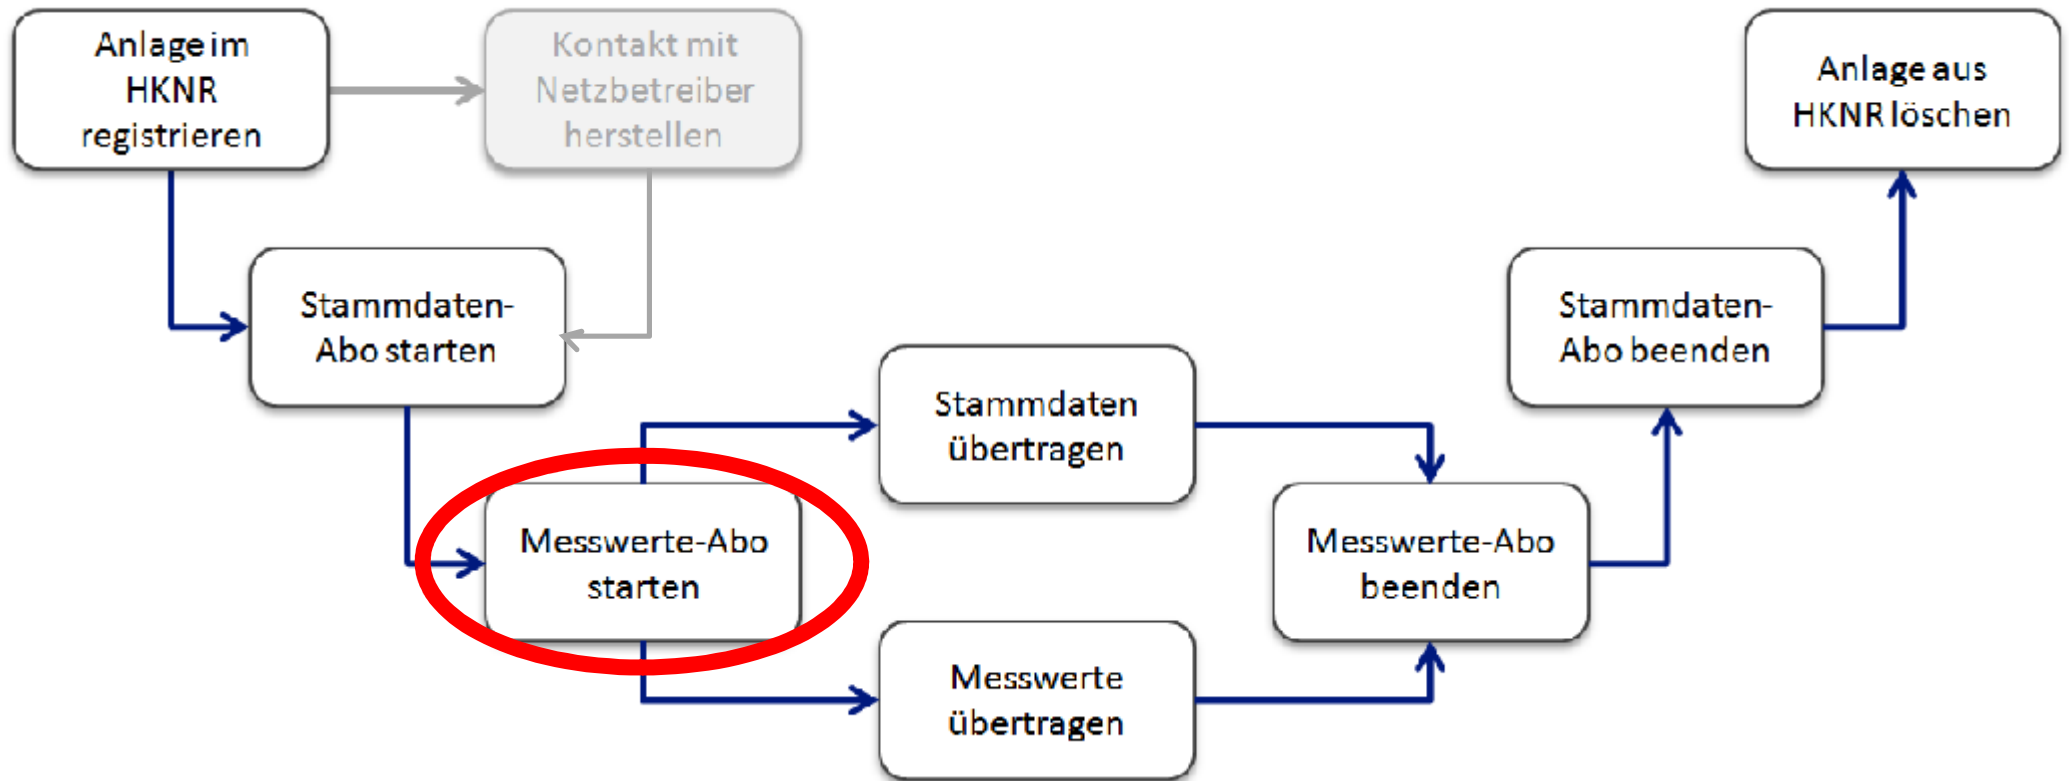 Anlage im
HKNR
registrieren
Kontakt mit
Netzbetreiber
herstellen
Anlage aus
HKNR löschen
Stammdaten-
Abo starten
Stammdaten-
Abo beenden
Stammdaten
übertragen
Messwerte-Abo
starten
Messwerte-Abo
beenden
Messwerte
übertragen